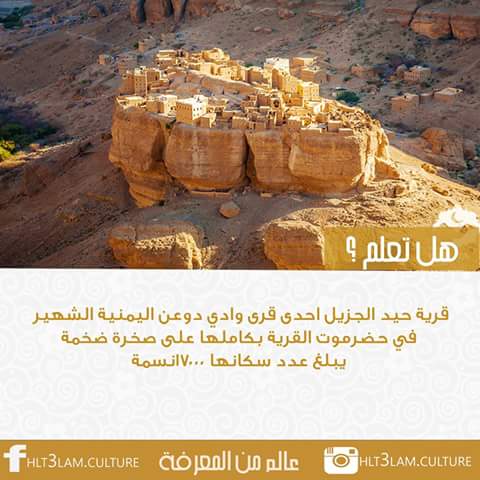 هل تعلم ؟
قرية حيد الجزيل احدى قرى وادي دوعن اليمنية الشهير
في حضرموت القرية بكاملها على صخرة ضخمة
يبلغ عدد سكانها ١٧٠٠٠نسمة
HLT3LAM.CULTURE عالم من المعرفة HLT3LAM.CULTURE